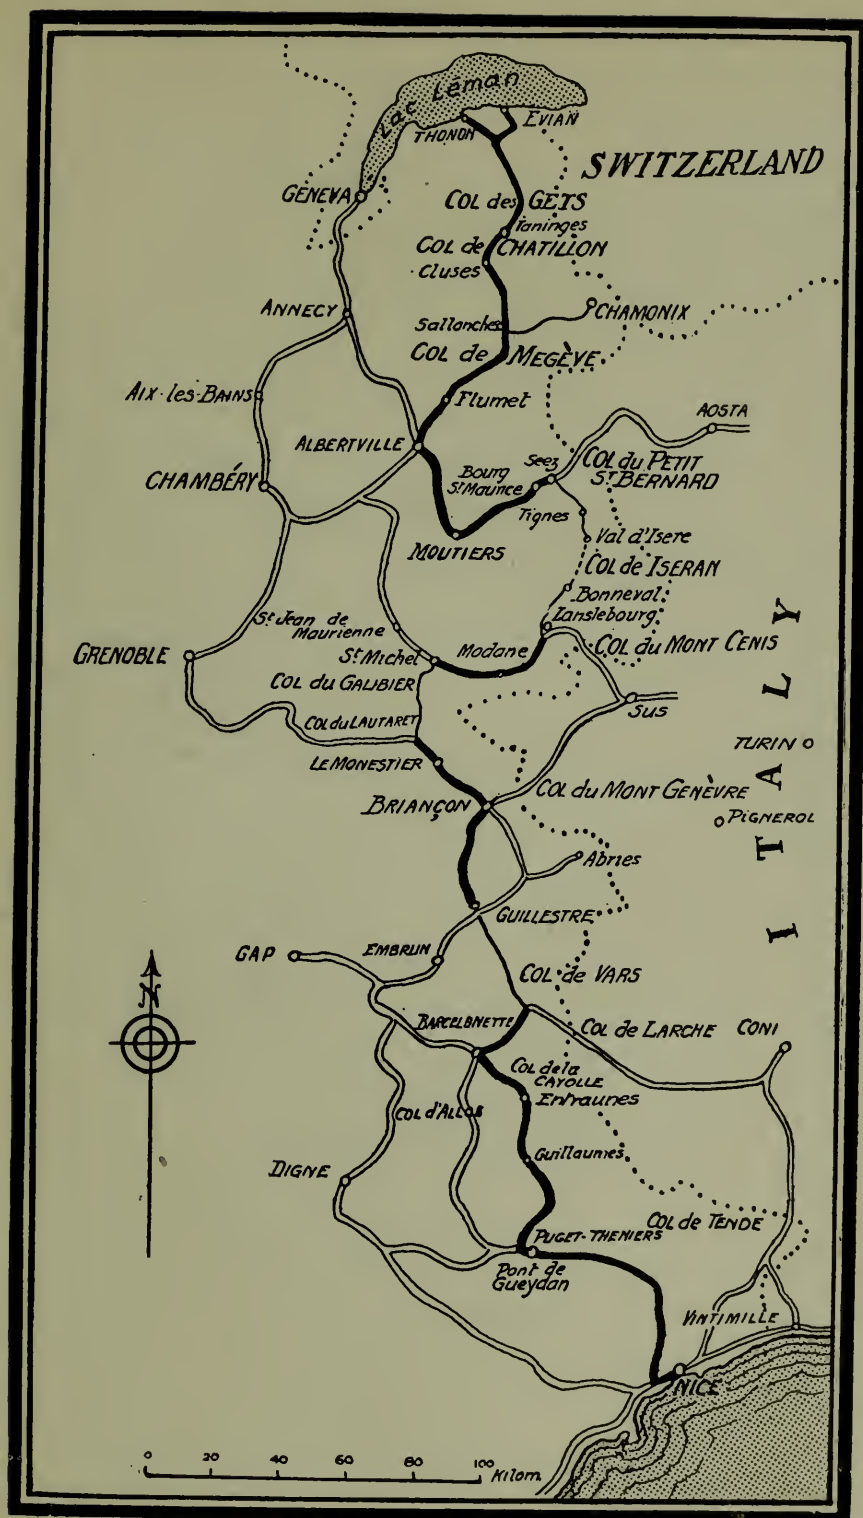 Lac Léman
THONON
EVIAN
SWITZERLAND
GENEVA
COL des GETS
Taninges
COL de CHATILLON
Cluses
ANNECY
CHAMONIX
Sallanches
COL de MEGÈVE
AIX-les-BAINS
Flumet
AOSTA
ALBERTVILLE
Seez
COL du PETIT
ST BERNARD
CHAMBÉRY
Bourg
St Maurice
Tignes
MOUTIERS
Val d'Isere
COL de ISERAN
Bonneval
Lanslebourg
St Jean de
Maurienne
GRENOBLE
St Michel
Modane
COL du MONT CENIS
COL du GALIBIER
COL du LAUTARET
SUS
ITALY
TURIN
LE MONESTIER
COL du MONT GENÈVRE
BRIANÇON
PIGNEROL
Abries
GUILLESTRE
GAP
EMBRUN
N
COL de VARS
BARCELONETTE
COL de LARCHE
CONI
COL de la
CAYOLLE
Entraunes
COL d'ALLOS
Guillaumes
DIGNE
COL de TENDE
PUGET-THENIERS
Pont de
Gueydan
VINTIMILLE
NICE
0 20 40 60 80 100
Kilom.